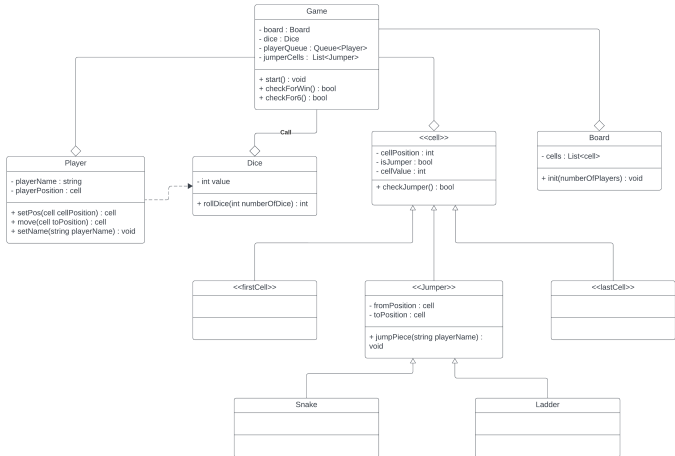 Game
- board : Board
- dice : Dice
- playerQueue : Queue<Player>
- jumperCells : List<Jumper>
+ start() : void
+ checkForWin() : bool
+ checkFor6() : bool
Call
Player
- playerName : string
- playerPosition : cell
+ setPos(cell cellPosition) : cell
+ move(cell toPosition) : cell
+ setName(string playerName) : void
Dice
- int value
+ rollDice(int numberOfDice) : int
<<cell>>
- cellPosition : int
- isJumper : bool
- cellValue : int
+ checkJumper() : bool
Board
- cells : List<cell>
+ init(numberOfPlayers) : void
<<firstCell>>
<<Jumper>>
- fromPosition : cell
- toPosition : cell
+ jumpPiece(string playerName) :
void
<<lastCell>>
Snake
Ladder